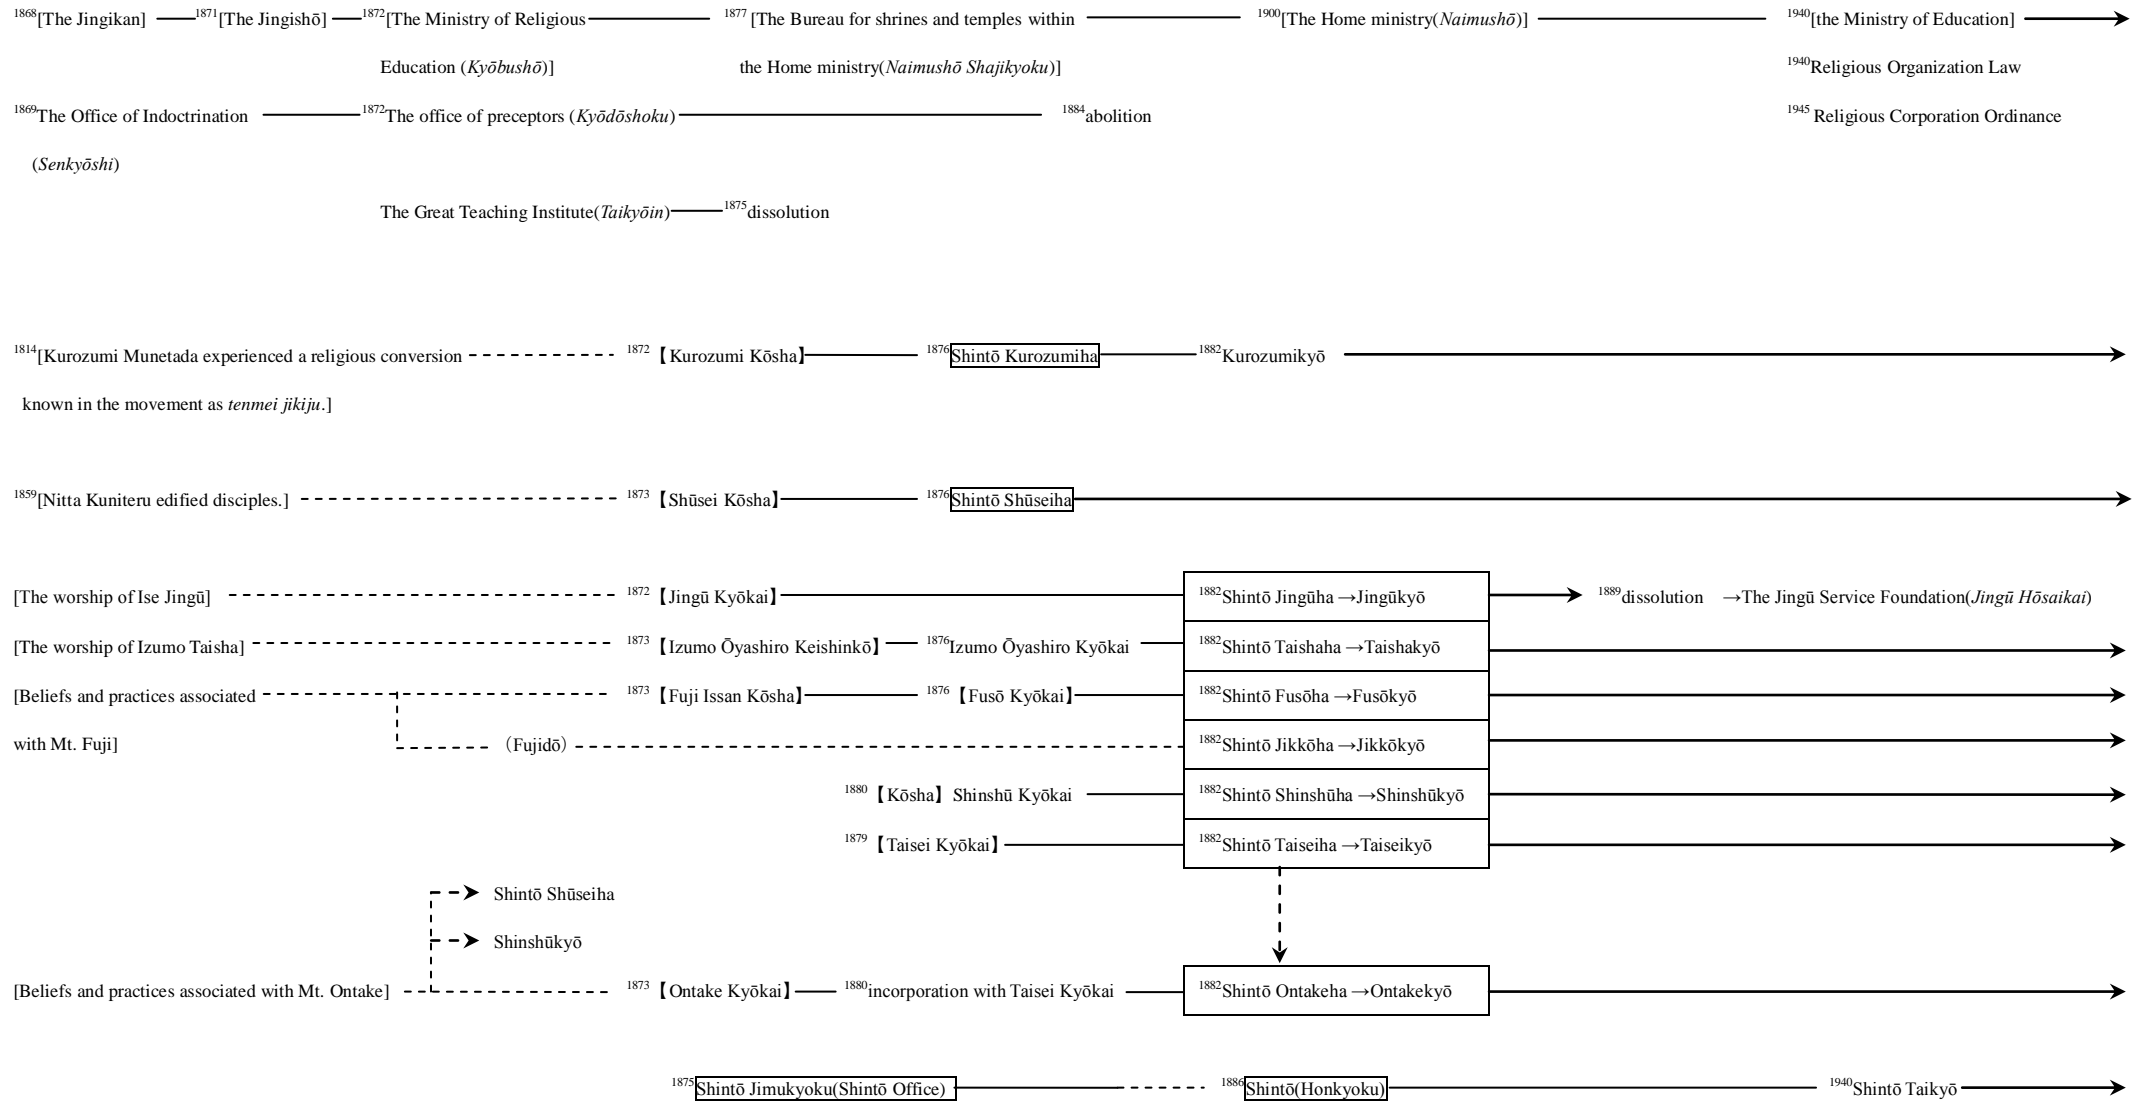 1868[The Jingikan] 1871[The Jingishō] 1872[The Ministry of Religious 1877 [The Bureau for shrines and temples within 1900[The Home ministry(Naimushō)] 1940[the Ministry of Education]
Education (Kyōbushō)] the Home ministry(Naimushō Shajikyoku)] 1940Religious Organization Law
1869The Office of Indoctrination 1872The office of preceptors (Kyōdōshoku) 1884abolition 1945 Religious Corporation Ordinance
(Senkyōshi)
The Great Teaching Institute(Taikyōin) 1875dissolution
1814[Kurozumi Munetada experienced a religious conversion 1872【Kurozumi Kōsha】 1876Shintō Kurozumiha 1882Kurozumikyō
known in the movement as tenmei jikiju.]
1859[Nitta Kuniteru edified disciples.] 1873【Shūsei Kōsha】 1876Shintō Shūseiha
[The worship of Ise Jingū] 1872【Jingū Kyōkai】 1882Shintō Jingūha →Jingūkyō 1889dissolution →The Jingū Service Foundation(Jingū Hōsaikai)
[The worship of Izumo Taisha] 1873【Izumo Ōyashiro Keishinkō】 1876Izumo Ōyashiro Kyōkai 1882Shintō Taishaha →Taishakyō
[Beliefs and practices associated 1873【Fuji Issan Kōsha】 1876【Fusō Kyōkai】 1882Shintō Fusōha →Fusōkyō
with Mt. Fuji] （Fujidō） 1882Shintō Jikkōha →Jikkōkyō
1880【Kōsha】Shinshū Kyōkai 1882Shintō Shinshūha →Shinshūkyō
1879【Taisei Kyōkai】 1882Shintō Taiseiha →Taiseikyō
Shintō Shūseiha
Shinshūkyō
[Beliefs and practices associated with Mt. Ontake] 1873【Ontake Kyōkai】 1880incorporation with Taisei Kyōkai 1882Shintō Ontakeha →Ontakekyō
1875Shintō Jimukyoku(Shintō Office) 1886Shintō(Honkyoku) 1940Shintō Taikyō